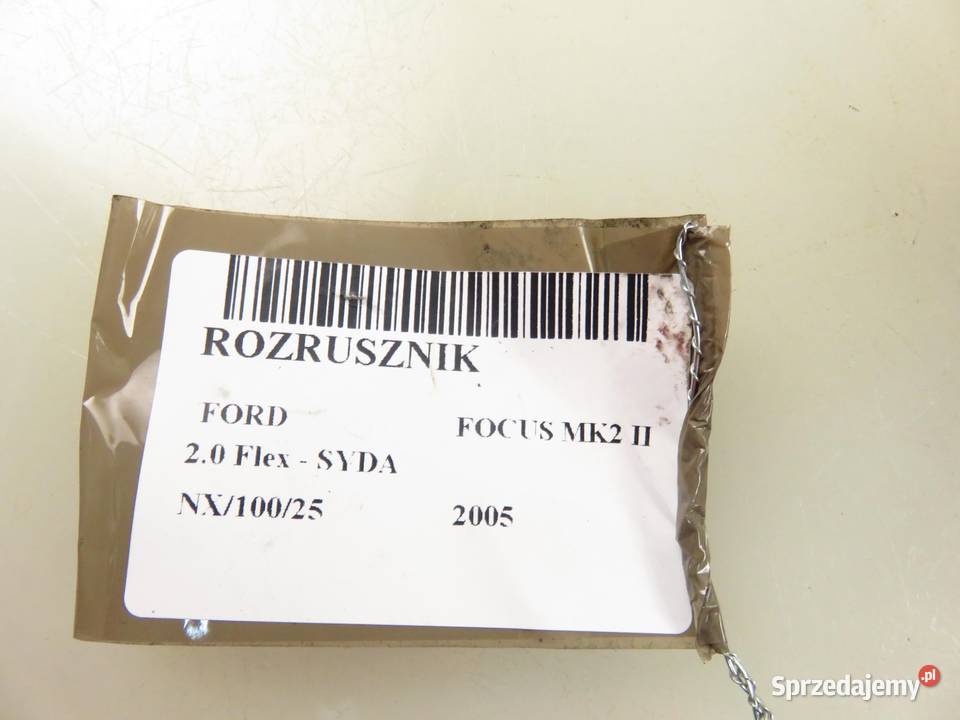 ROZRUSZNIK
FORD FOCUS MK2 II
2.0 Flex - SYDA
NX/100/25 2005
Sprzedajemy.pl